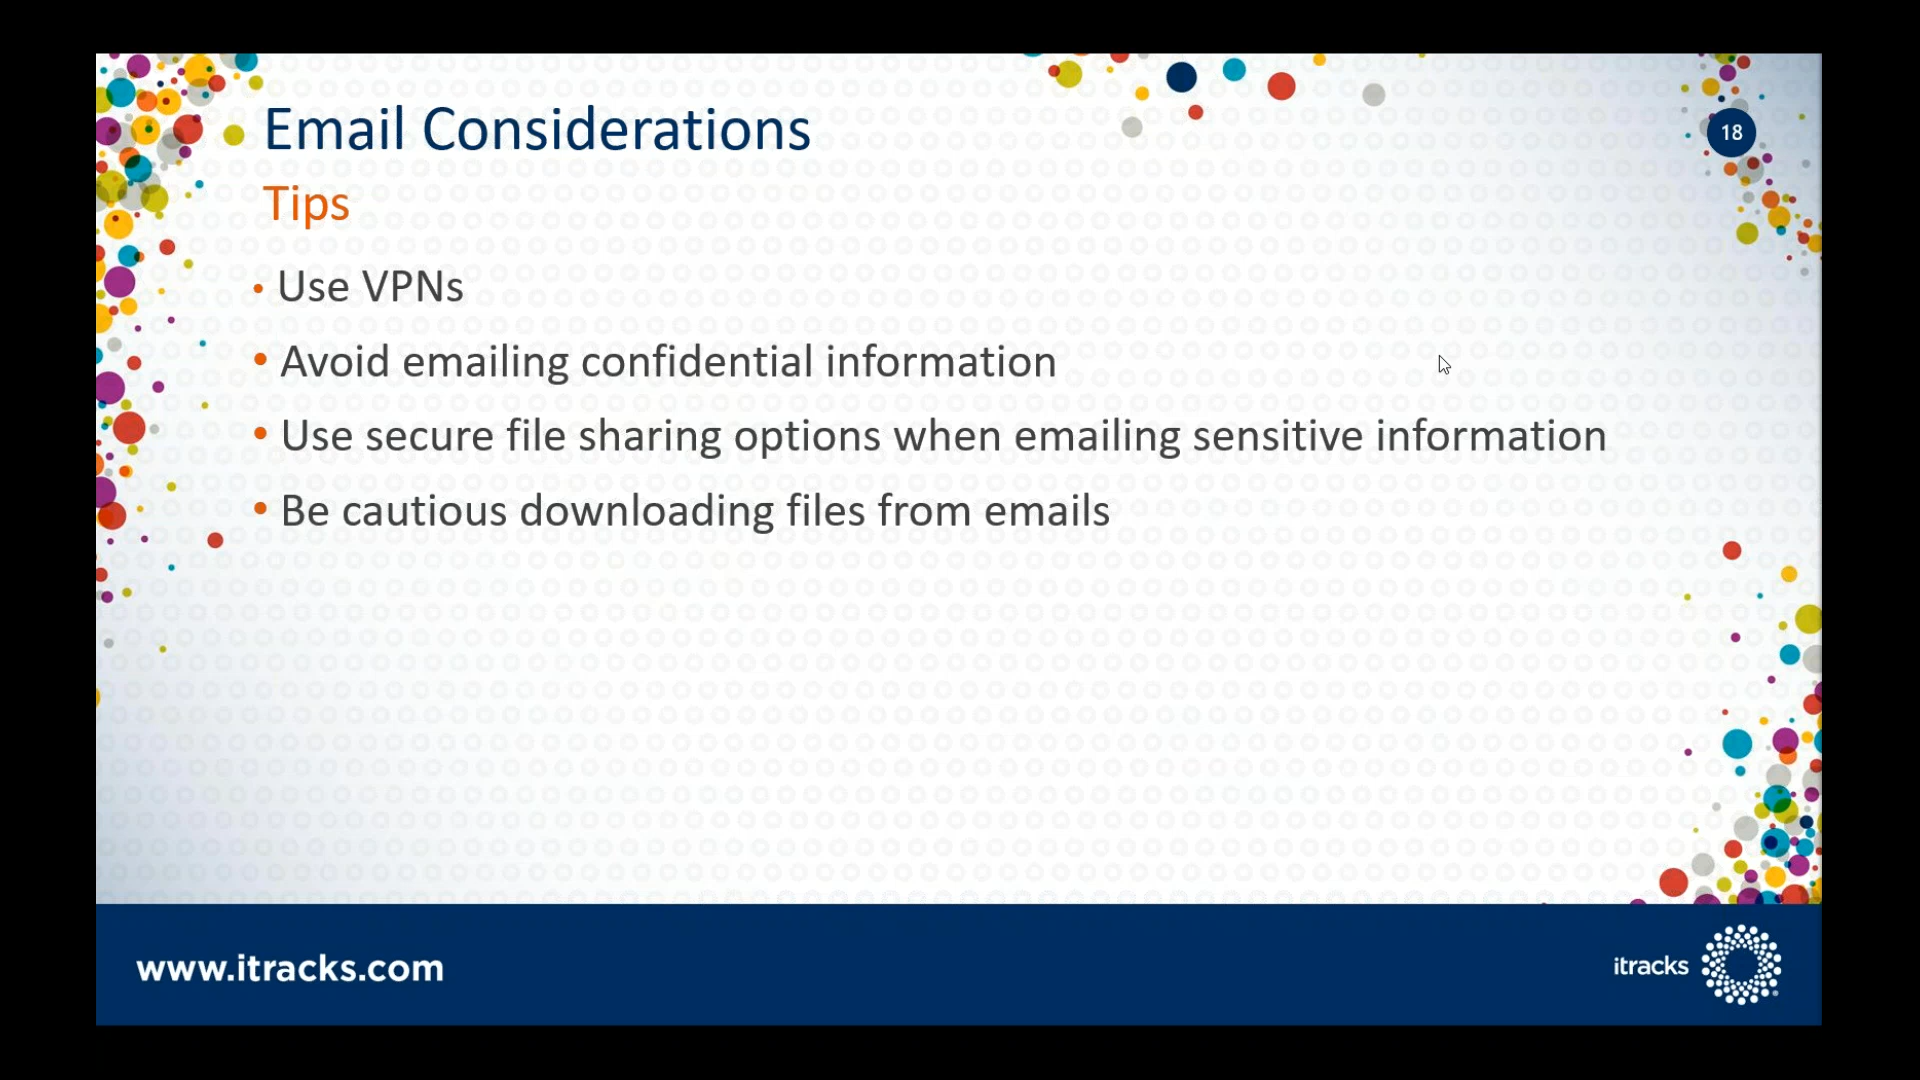 Email Considerations
18
Tips
• Use VPNs
• Avoid emailing confidential information
• Use secure file sharing options when emailing sensitive information
• Be cautious downloading files from emails
www.itracks.com
itracks